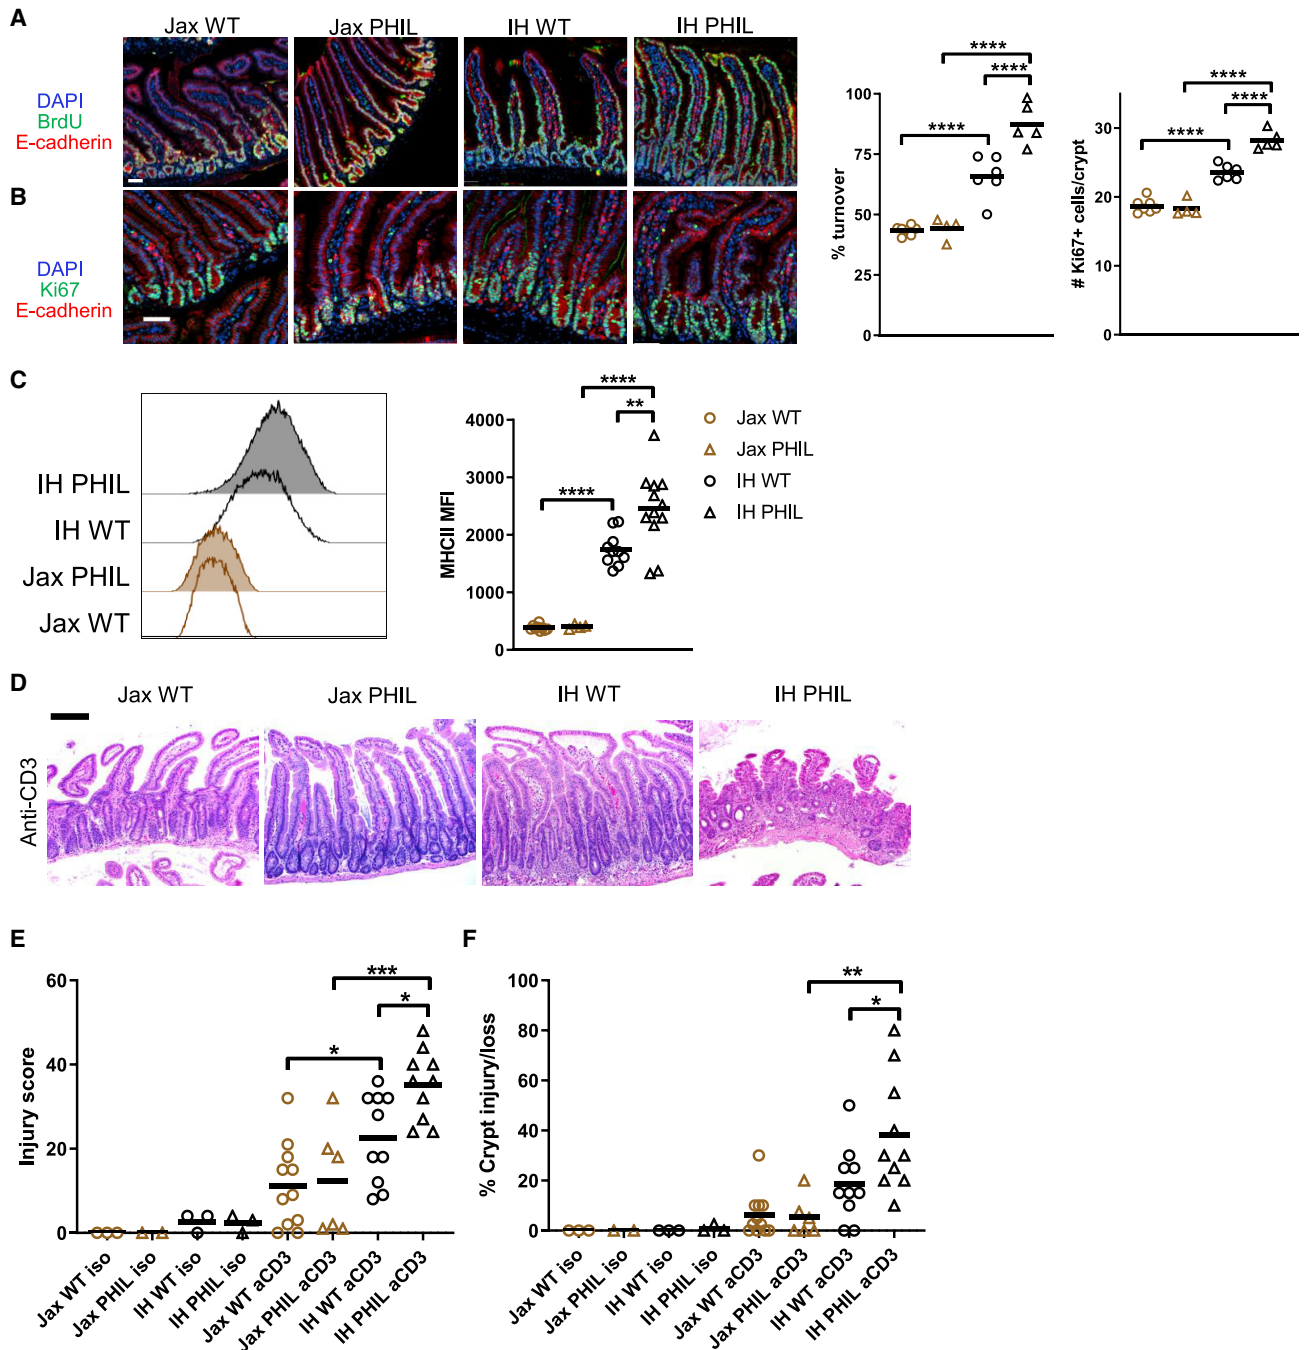 A
Jax WT
Jax PHIL
IH WT
IH PHIL
DAPI
BrdU
E-cadherin
B
DAPI
Ki67
E-cadherin
% turnover
100
75
50
25
0
****
****
****
# Ki67+ cells/crypt
30
20
10
0
****
****
****
C
IH PHIL
IH WT
Jax PHIL
Jax WT
MHCII MFI
4000
3000
2000
1000
0
****
**
****
Jax WT
Jax PHIL
IH WT
IH PHIL
D
Jax WT
Jax PHIL
IH WT
IH PHIL
Anti-CD3
E
Injury score
60
40
20
0
***
*
*
Jax WT iso
Jax PHIL iso
IH WT iso
IH PHIL iso
Jax WT aCD3
Jax PHIL aCD3
IH WT aCD3
IH PHIL aCD3
F
% Crypt injury/loss
100
80
60
40
20
0
**
*
Jax WT iso
Jax PHIL iso
IH WT iso
IH PHIL iso
Jax WT aCD3
Jax PHIL aCD3
IH WT aCD3
IH PHIL aCD3